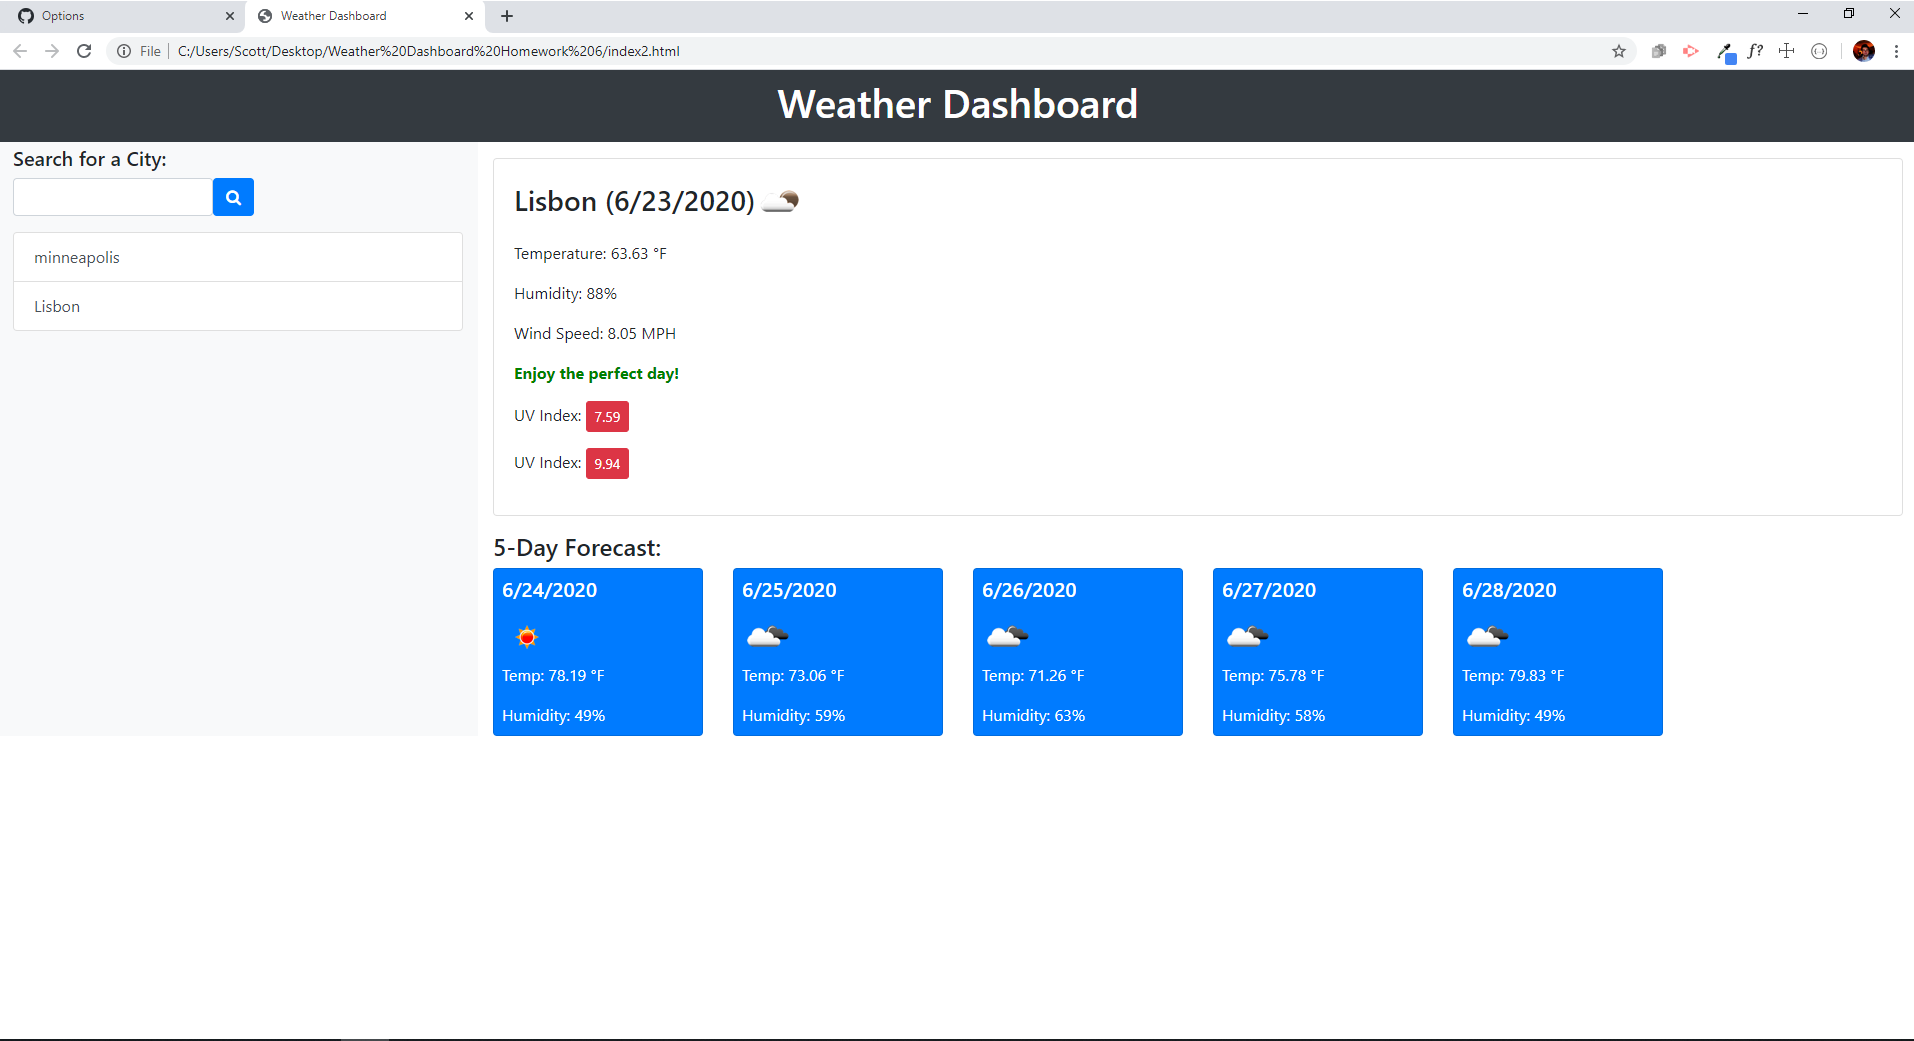 Options
Weather Dashboard
File C:/Users/Scott/Desktop/Weather%20Dashboard%20Homework%206/index2.html
f?
Weather Dashboard
Search for a City:
minneapolis
Lisbon
Lisbon (6/23/2020)
Temperature: 63.63 °F
Humidity: 88%
Wind Speed: 8.05 MPH
Enjoy the perfect day!
UV Index: 7.59
UV Index: 9.94
5-Day Forecast:
6/24/2020
Temp: 78.19 °F
Humidity: 49%
6/25/2020
Temp: 73.06 °F
Humidity: 59%
6/26/2020
Temp: 71.26 °F
Humidity: 63%
6/27/2020
Temp: 75.78 °F
Humidity: 58%
6/28/2020
Temp: 79.83 °F
Humidity: 49%